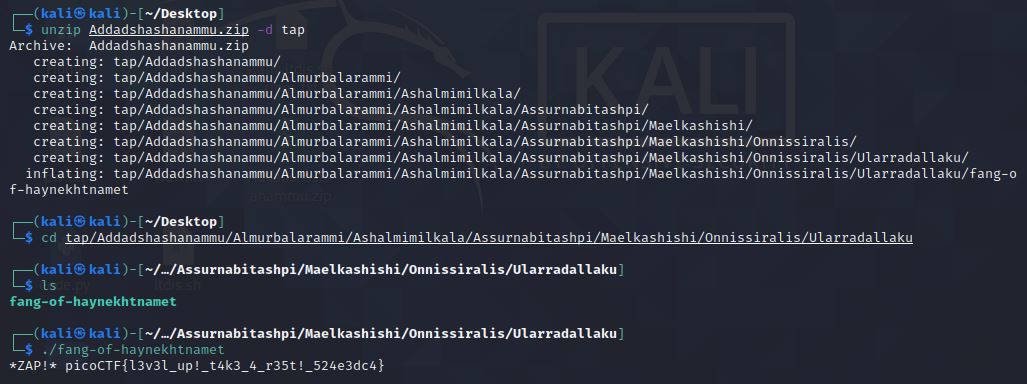 ┌──(kali㉿kali)-[~/Desktop]
└─$ unzip Addadshashanammu.zip -d tap
Archive:  Addadshashanammu.zip
   creating: tap/Addadshashanammu/
   creating: tap/Addadshashanammu/Almurbalarammi/
   creating: tap/Addadshashanammu/Almurbalarammi/Ashalmimilkala/
   creating: tap/Addadshashanammu/Almurbalarammi/Ashalmimilkala/Assurnabitashpi/
   creating: tap/Addadshashanammu/Almurbalarammi/Ashalmimilkala/Assurnabitashpi/Maelkashishi/
   creating: tap/Addadshashanammu/Almurbalarammi/Ashalmimilkala/Assurnabitashpi/Maelkashishi/Onnissiralis/
   creating: tap/Addadshashanammu/Almurbalarammi/Ashalmimilkala/Assurnabitashpi/Maelkashishi/Onnissiralis/Ularradallaku/
  inflating: tap/Addadshashanammu/Almurbalarammi/Ashalmimilkala/Assurnabitashpi/Maelkashishi/Onnissiralis/Ularradallaku/fang-o
f-haynekhtnamet
anammu.zip
┌──(kali㉿kali)-[~/Desktop]
└─$ cd tap/Addadshashanammu/Almurbalarammi/Ashalmimilkala/Assurnabitashpi/Maelkashishi/Onnissiralis/Ularradallaku
┌──(kali㉿kali)-[~/…/Assurnabitashpi/Maelkashishi/Onnissiralis/Ularradallaku]
└─$ ls
ltdis.sh
fang-of-haynekhtnamet
┌──(kali㉿kali)-[~/…/Assurnabitashpi/Maelkashishi/Onnissiralis/Ularradallaku]
└─$ ./fang-of-haynekhtnamet
*ZAP!* picoCTF{l3v3l_up!_t4k3_4_r35t!_524e3dc4}
KALI